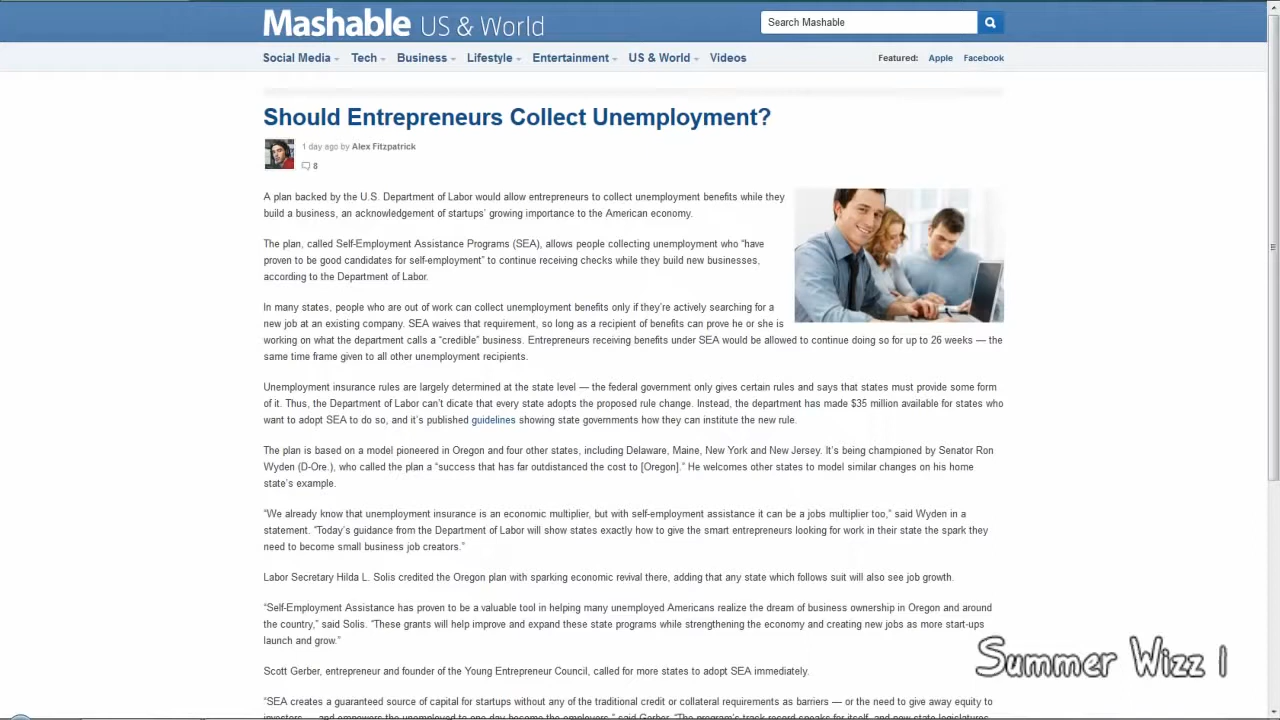 Mashable US & World
Search Mashable
Social Media Tech Business Lifestyle Entertainment US & World Videos Featured: Apple Facebook
Should Entrepreneurs Collect Unemployment?
1 day ago by Alex Fitzpatrick
8
A plan backed by the U.S. Department of Labor would allow entrepreneurs to collect unemployment benefits while they
build a business, an acknowledgement of startups’ growing importance to the American economy.
The plan, called Self-Employment Assistance Programs (SEA), allows people collecting unemployment who “have
proven to be good candidates for self-employment” to continue receiving checks while they build new businesses,
according to the Department of Labor.
In many states, people who are out of work can collect unemployment benefits only if they’re actively searching for a
new job at an existing company. SEA waives that requirement, so long as a recipient of benefits can prove he or she is
working on what the department calls a “credible” business. Entrepreneurs receiving benefits under SEA would be allowed to continue doing so for up to 26 weeks — the
same time frame given to all other unemployment recipients.
Unemployment insurance rules are largely determined at the state level — the federal government only gives certain rules and says that states must provide some form
of it. Thus, the Department of Labor can’t dicate that every state adopts the proposed rule change. Instead, the department has made $35 million available for states who
want to adopt SEA to do so, and it’s published guidelines showing state governments how they can institute the new rule.
The plan is based on a model pioneered in Oregon and four other states, including Delaware, Maine, New York and New Jersey. It’s being championed by Senator Ron
Wyden (D-Ore.), who called the plan a “success that has far outdistanced the cost to [Oregon].” He welcomes other states to model similar changes on his home
state’s example.
“We already know that unemployment insurance is an economic multiplier, but with self-employment assistance it can be a jobs multiplier too,” said Wyden in a
statement. “Today’s guidance from the Department of Labor will show states exactly how to give the smart entrepreneurs looking for work in their state the spark they
need to become small business job creators.”
Labor Secretary Hilda L. Solis credited the Oregon plan with sparking economic revival there, adding that any state which follows suit will also see job growth.
“Self-Employment Assistance has proven to be a valuable tool in helping many unemployed Americans realize the dream of business ownership in Oregon and around
the country,” said Solis. “These grants will help improve and expand these state programs while strengthening the economy and creating new jobs as more start-ups
launch and grow.”
Scott Gerber, entrepreneur and founder of the Young Entrepreneur Council, called for more states to adopt SEA immediately.
“SEA creates a guaranteed source of capital for startups without any of the traditional credit or collateral requirements as barriers — or the need to give away equity to
investors — and empowers the unemployed to one day become the employers,” said Gerber. “The program’s track record speaks for itself, and now state legislatures
Summer Wizz 1